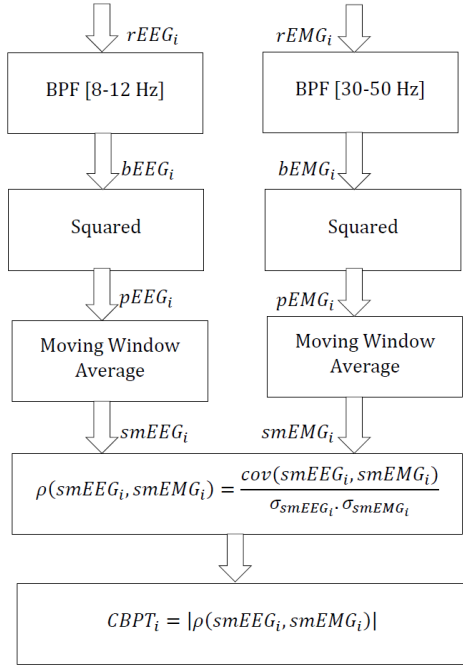 rEEG_i rEMG_i
BPF [8-12 Hz] BPF [30-50 Hz]
bEEG_i bEMG_i
Squared Squared
pEEG_i pEMG_i
Moving Window Moving Window
Average Average
smEEG_i smEMG_i
ρ(smEEG_i, smEMG_i) = cov(smEEG_i, smEMG_i) / σ_smEEG_i . σ_smEMG_i
CBPT_i = |ρ(smEEG_i, smEMG_i)|